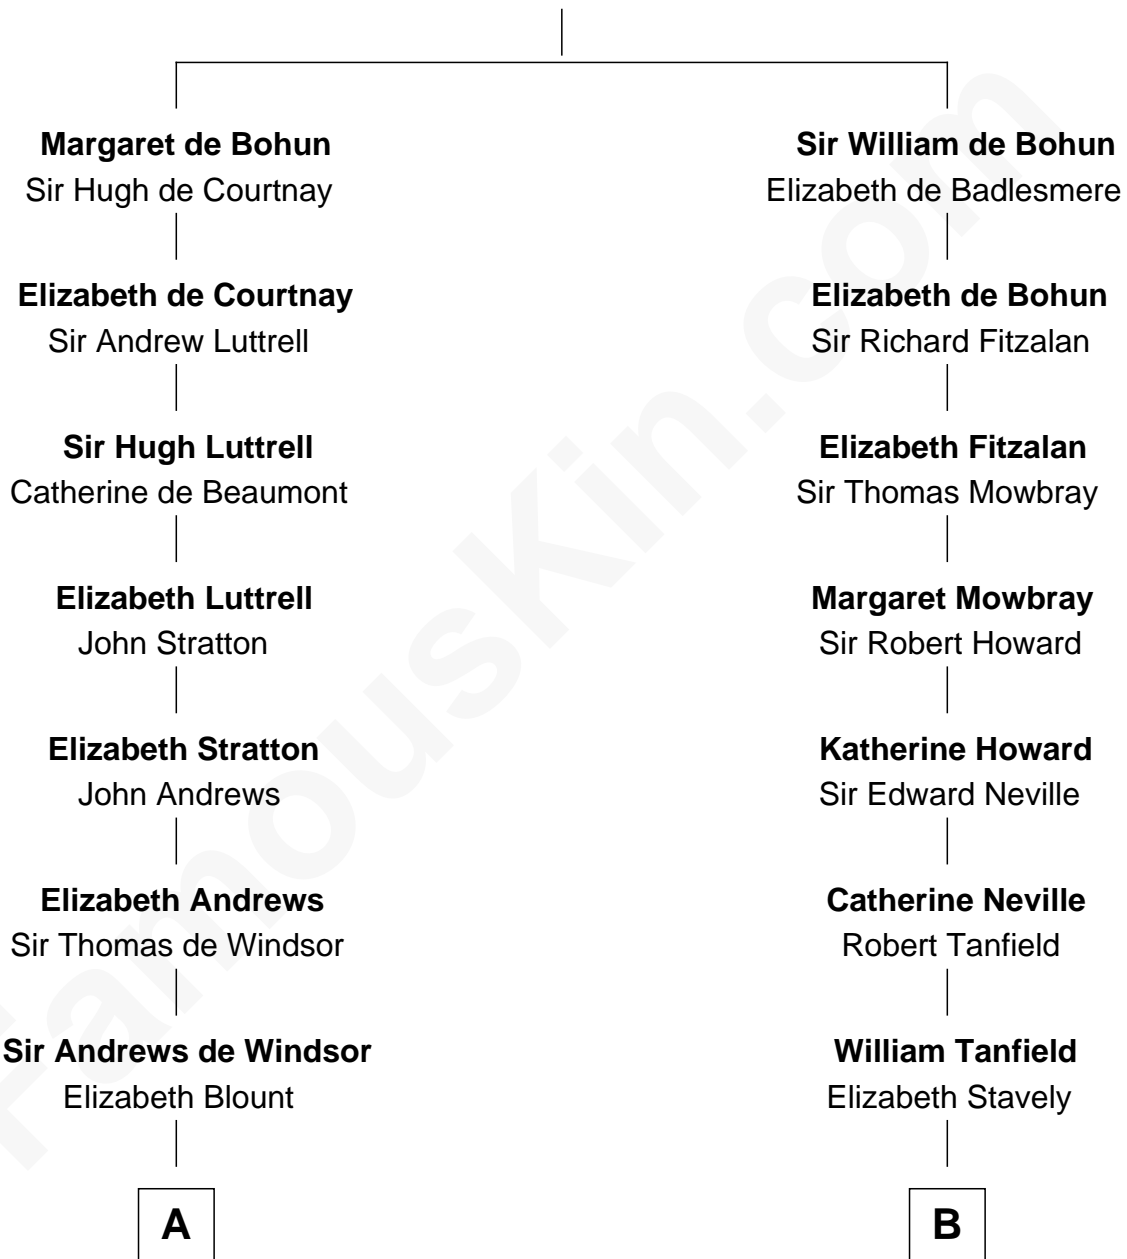 Margaret de Bohun
Sir Hugh de Courtnay
Elizabeth de Courtnay
Sir Andrew Luttrell
Sir Hugh Luttrell
Catherine de Beaumont
Elizabeth Luttrell
John Stratton
Elizabeth Stratton
John Andrews
Elizabeth Andrews
Sir Thomas de Windsor
Sir Andrews de Windsor
Elizabeth Blount
A
Sir William de Bohun
Elizabeth de Badlesmere
Elizabeth de Bohun
Sir Richard Fitzalan
Elizabeth Fitzalan
Sir Thomas Mowbray
Margaret Mowbray
Sir Robert Howard
Katherine Howard
Sir Edward Neville
Catherine Neville
Robert Tanfield
William Tanfield
Elizabeth Stavely
B
FamousKin.com